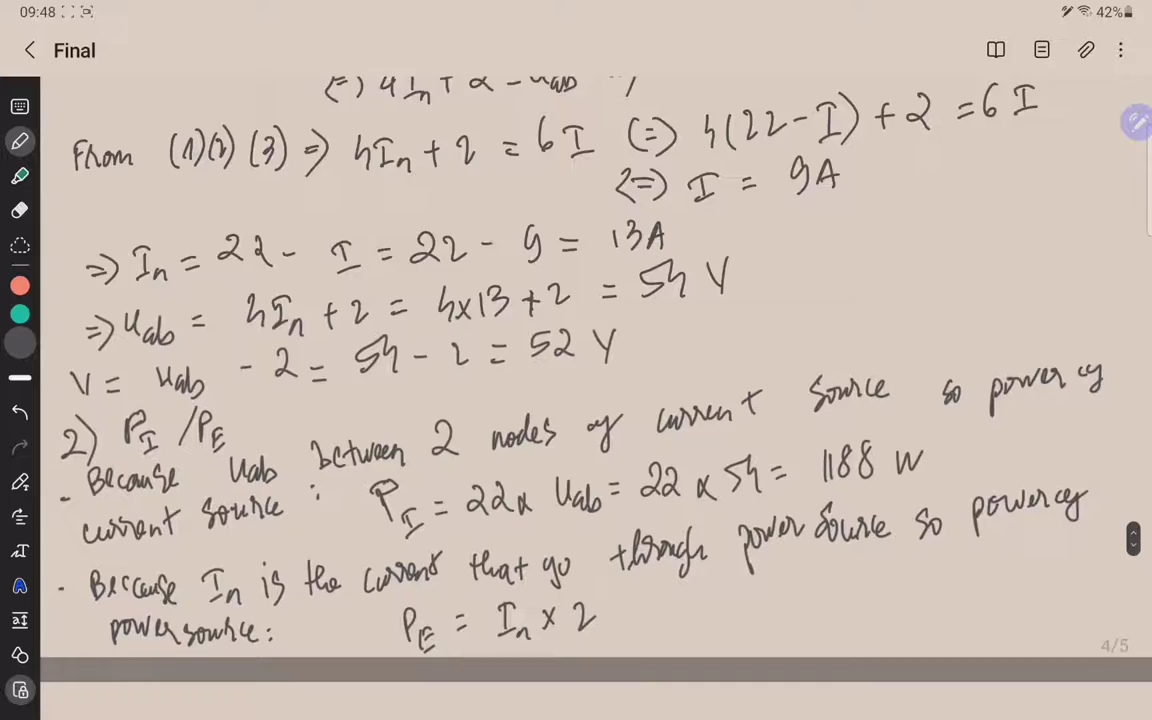 09:48 42%
Final
(=) 4In + 2 = Uab
From (1)(2)(3) => 4In + 2 = 6I (=) 4(22 - I) + 2 = 6I
(=) I = 9A
=> In = 22 - I = 22 - 9 = 13A
=> Uab = 4In + 2 = 4x13 + 2 = 54 V
V = Uab - 2 = 54 - 2 = 52 V
2) PI / PE
- Because Uab between 2 nodes of current source so power of
current source : PI = 22 x Uab = 22 x 54 = 1188 W
- Because In is the current that go through power source so power of
power source: PE = In x 2
4/5